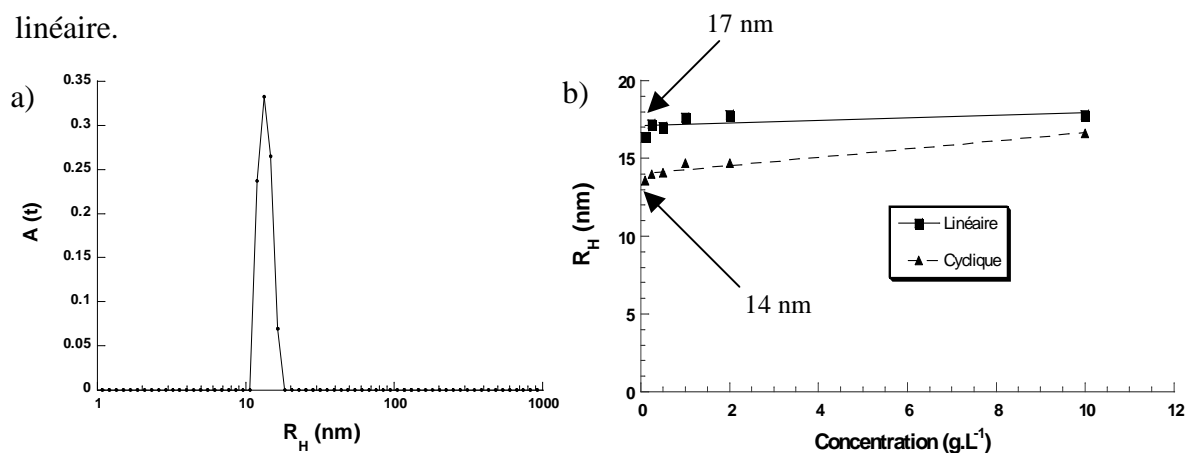 linéaire.
17 nm
a)
0.35
0.3
0.25
0.2
0.15
0.1
0.05
0
A (t)
1
10
100
1000
R_H (nm)
b)
20
15
10
5
0
R_H (nm)
Linéaire
Cyclique
14 nm
0
2
4
6
8
10
12
Concentration (g.L⁻¹)